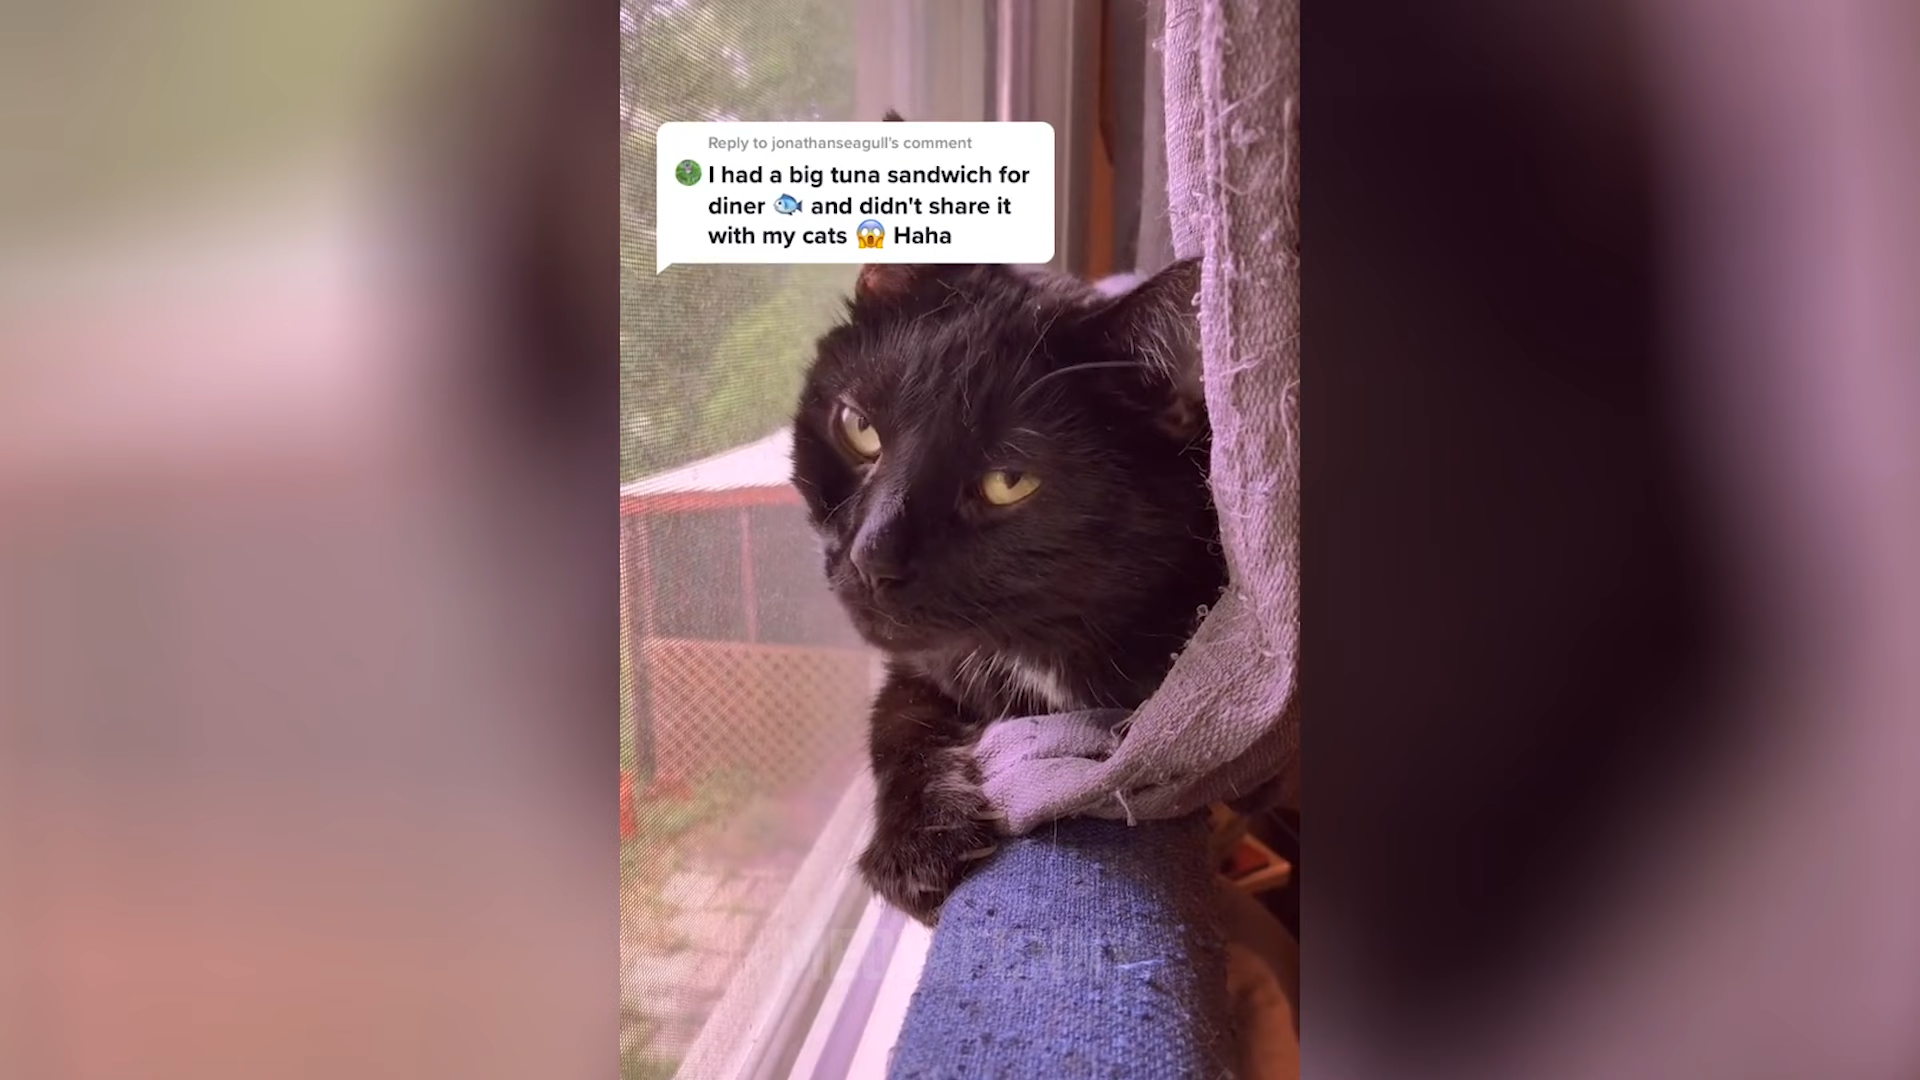 Reply to jonathanseagull's comment
I had a big tuna sandwich for
diner 🐟 and didn't share it
with my cats 😱 Haha